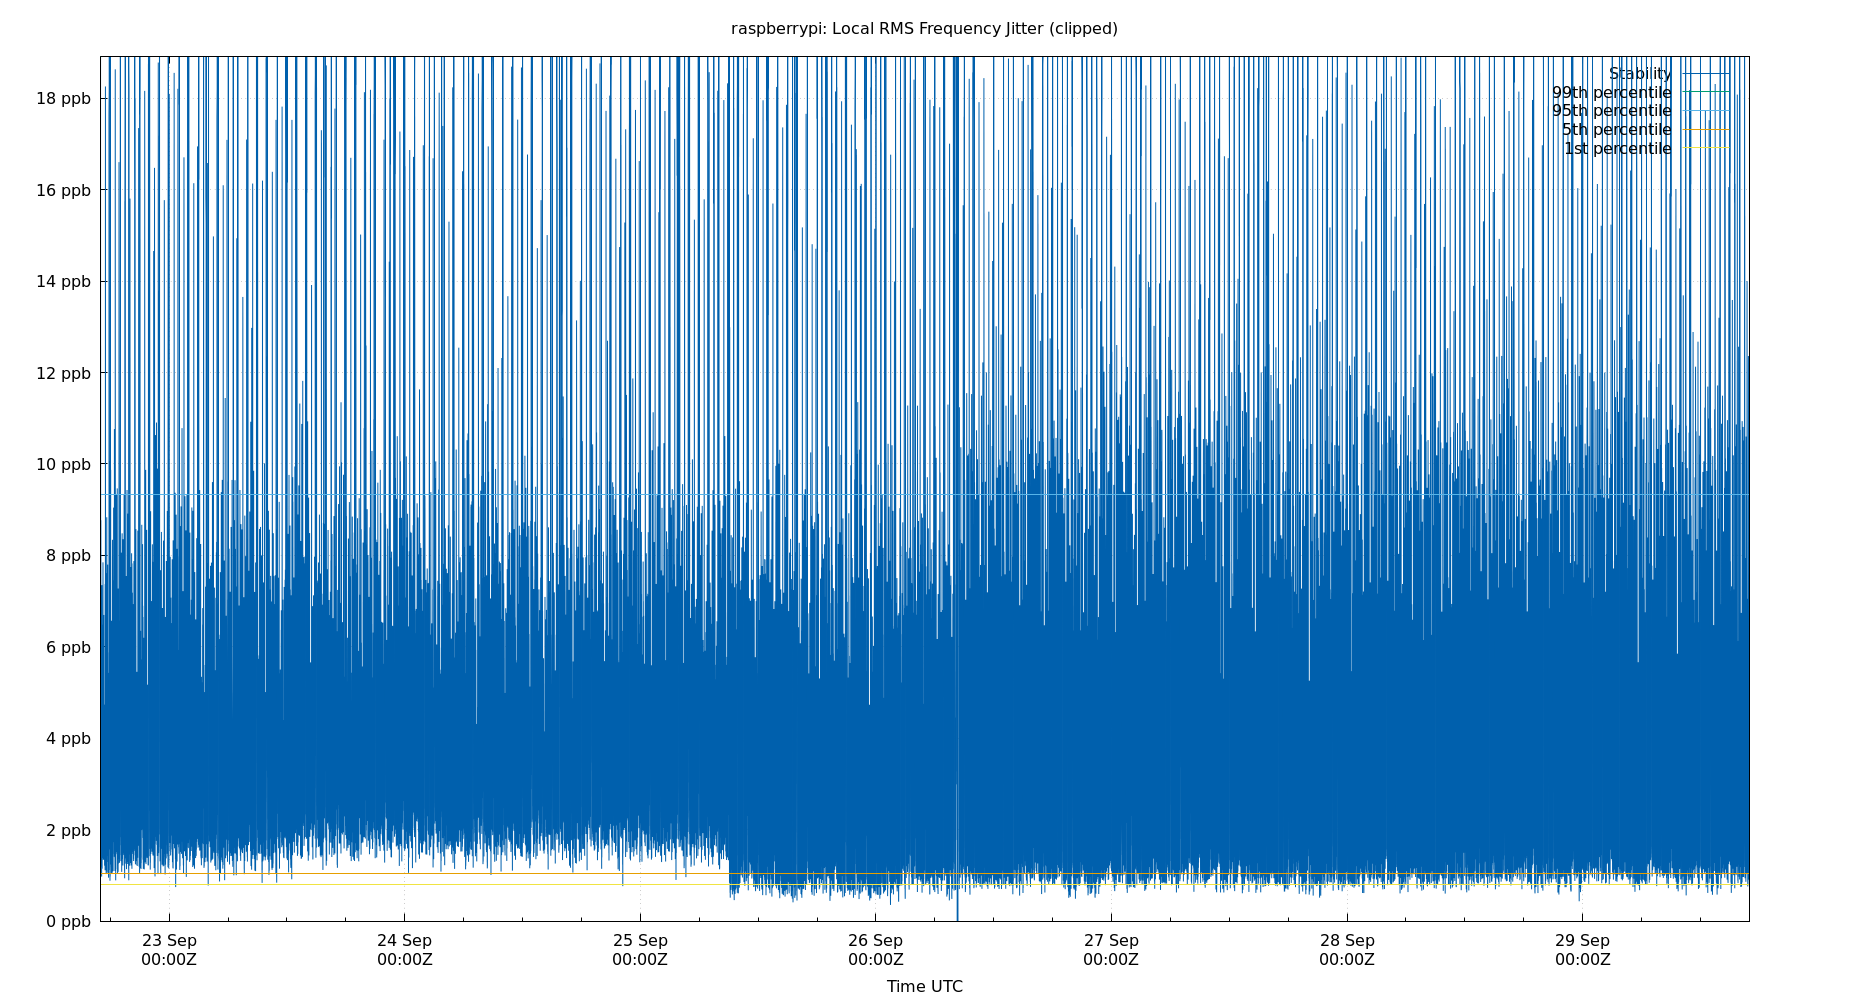 raspberrypi: Local RMS Frequency Jitter (clipped)
Stability
99th percentile
95th percentile
5th percentile
1st percentile
18 ppb
16 ppb
14 ppb
12 ppb
10 ppb
8 ppb
6 ppb
4 ppb
2 ppb
0 ppb
23 Sep 24 Sep 25 Sep 26 Sep 27 Sep 28 Sep 29 Sep
00:00Z 00:00Z 00:00Z 00:00Z 00:00Z 00:00Z 00:00Z
Time UTC